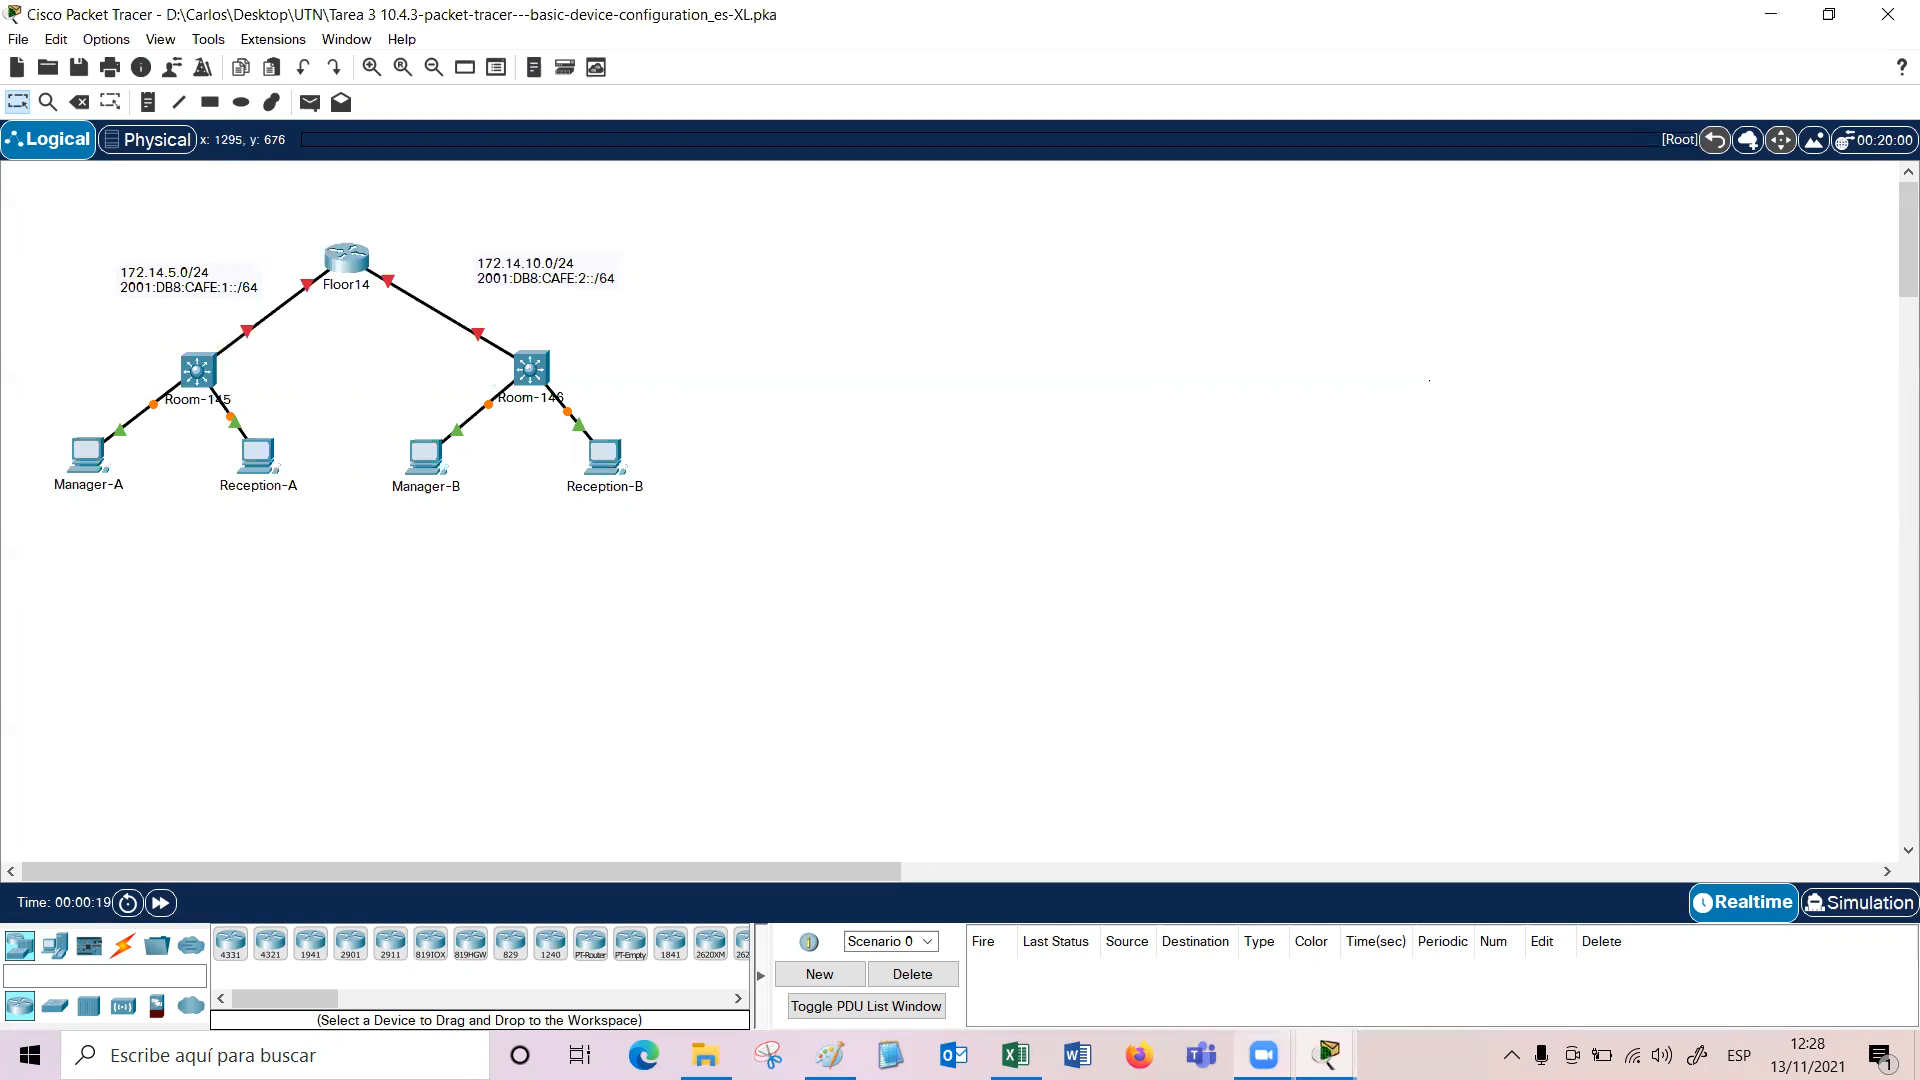 Cisco Packet Tracer - D:\Carlos\Desktop\UTN\Tarea 3 10.4.3-packet-tracer---basic-device-configuration_es-XL.pka
File Edit Options View Tools Extensions Window Help
?
Logical Physical x: 1295, y: 676 [Root] 00:20:00
172.14.5.0/24
2001:DB8:CAFE:1::/64
172.14.10.0/24
2001:DB8:CAFE:2::/64
Floor14
Room-145
Room-146
Manager-A
Reception-A
Manager-B
Reception-B
Time: 00:00:19
Realtime Simulation
4331 4321 1941 2901 2911 819IOX 819HGW 829 1240 PT-Router PT-Empty 1841 2620XM 262
(Select a Device to Drag and Drop to the Workspace)
Scenario 0
New Delete
Toggle PDU List Window
Fire Last Status Source Destination Type Color Time(sec) Periodic Num Edit Delete
Escribe aquí para buscar
ESP
12:28
13/11/2021
1